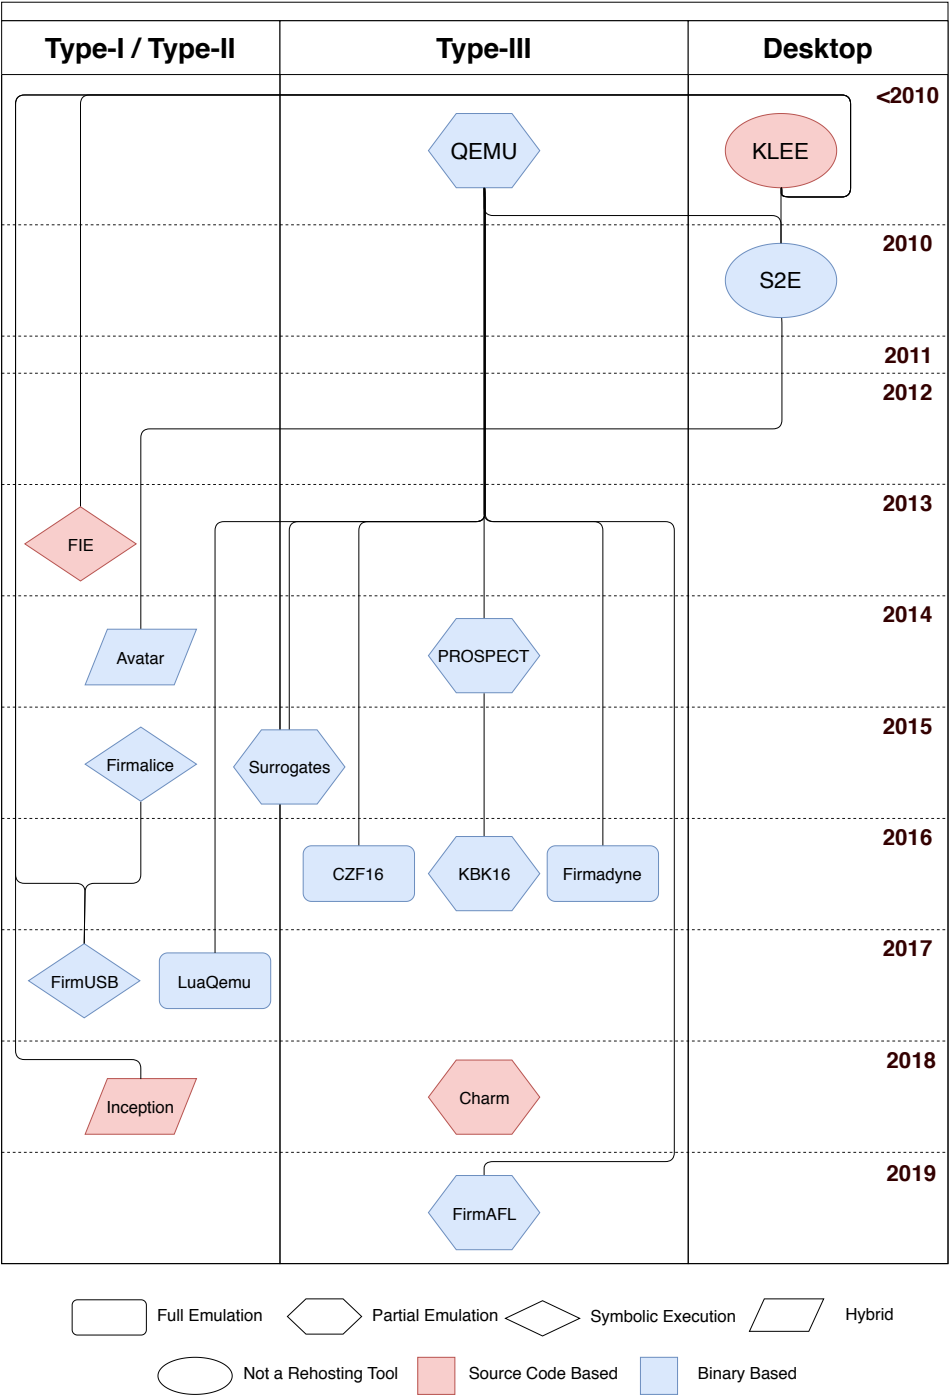 Type-I / Type-II
Type-III
Desktop
<2010
QEMU
KLEE
2010
S2E
2011
2012
2013
FIE
2014
Avatar
PROSPECT
2015
Firmalice
Surrogates
2016
CZF16
KBK16
Firmadyne
2017
FirmUSB
LuaQemu
2018
Inception
Charm
2019
FirmAFL
Full Emulation
Partial Emulation
Symbolic Execution
Hybrid
Not a Rehosting Tool
Source Code Based
Binary Based